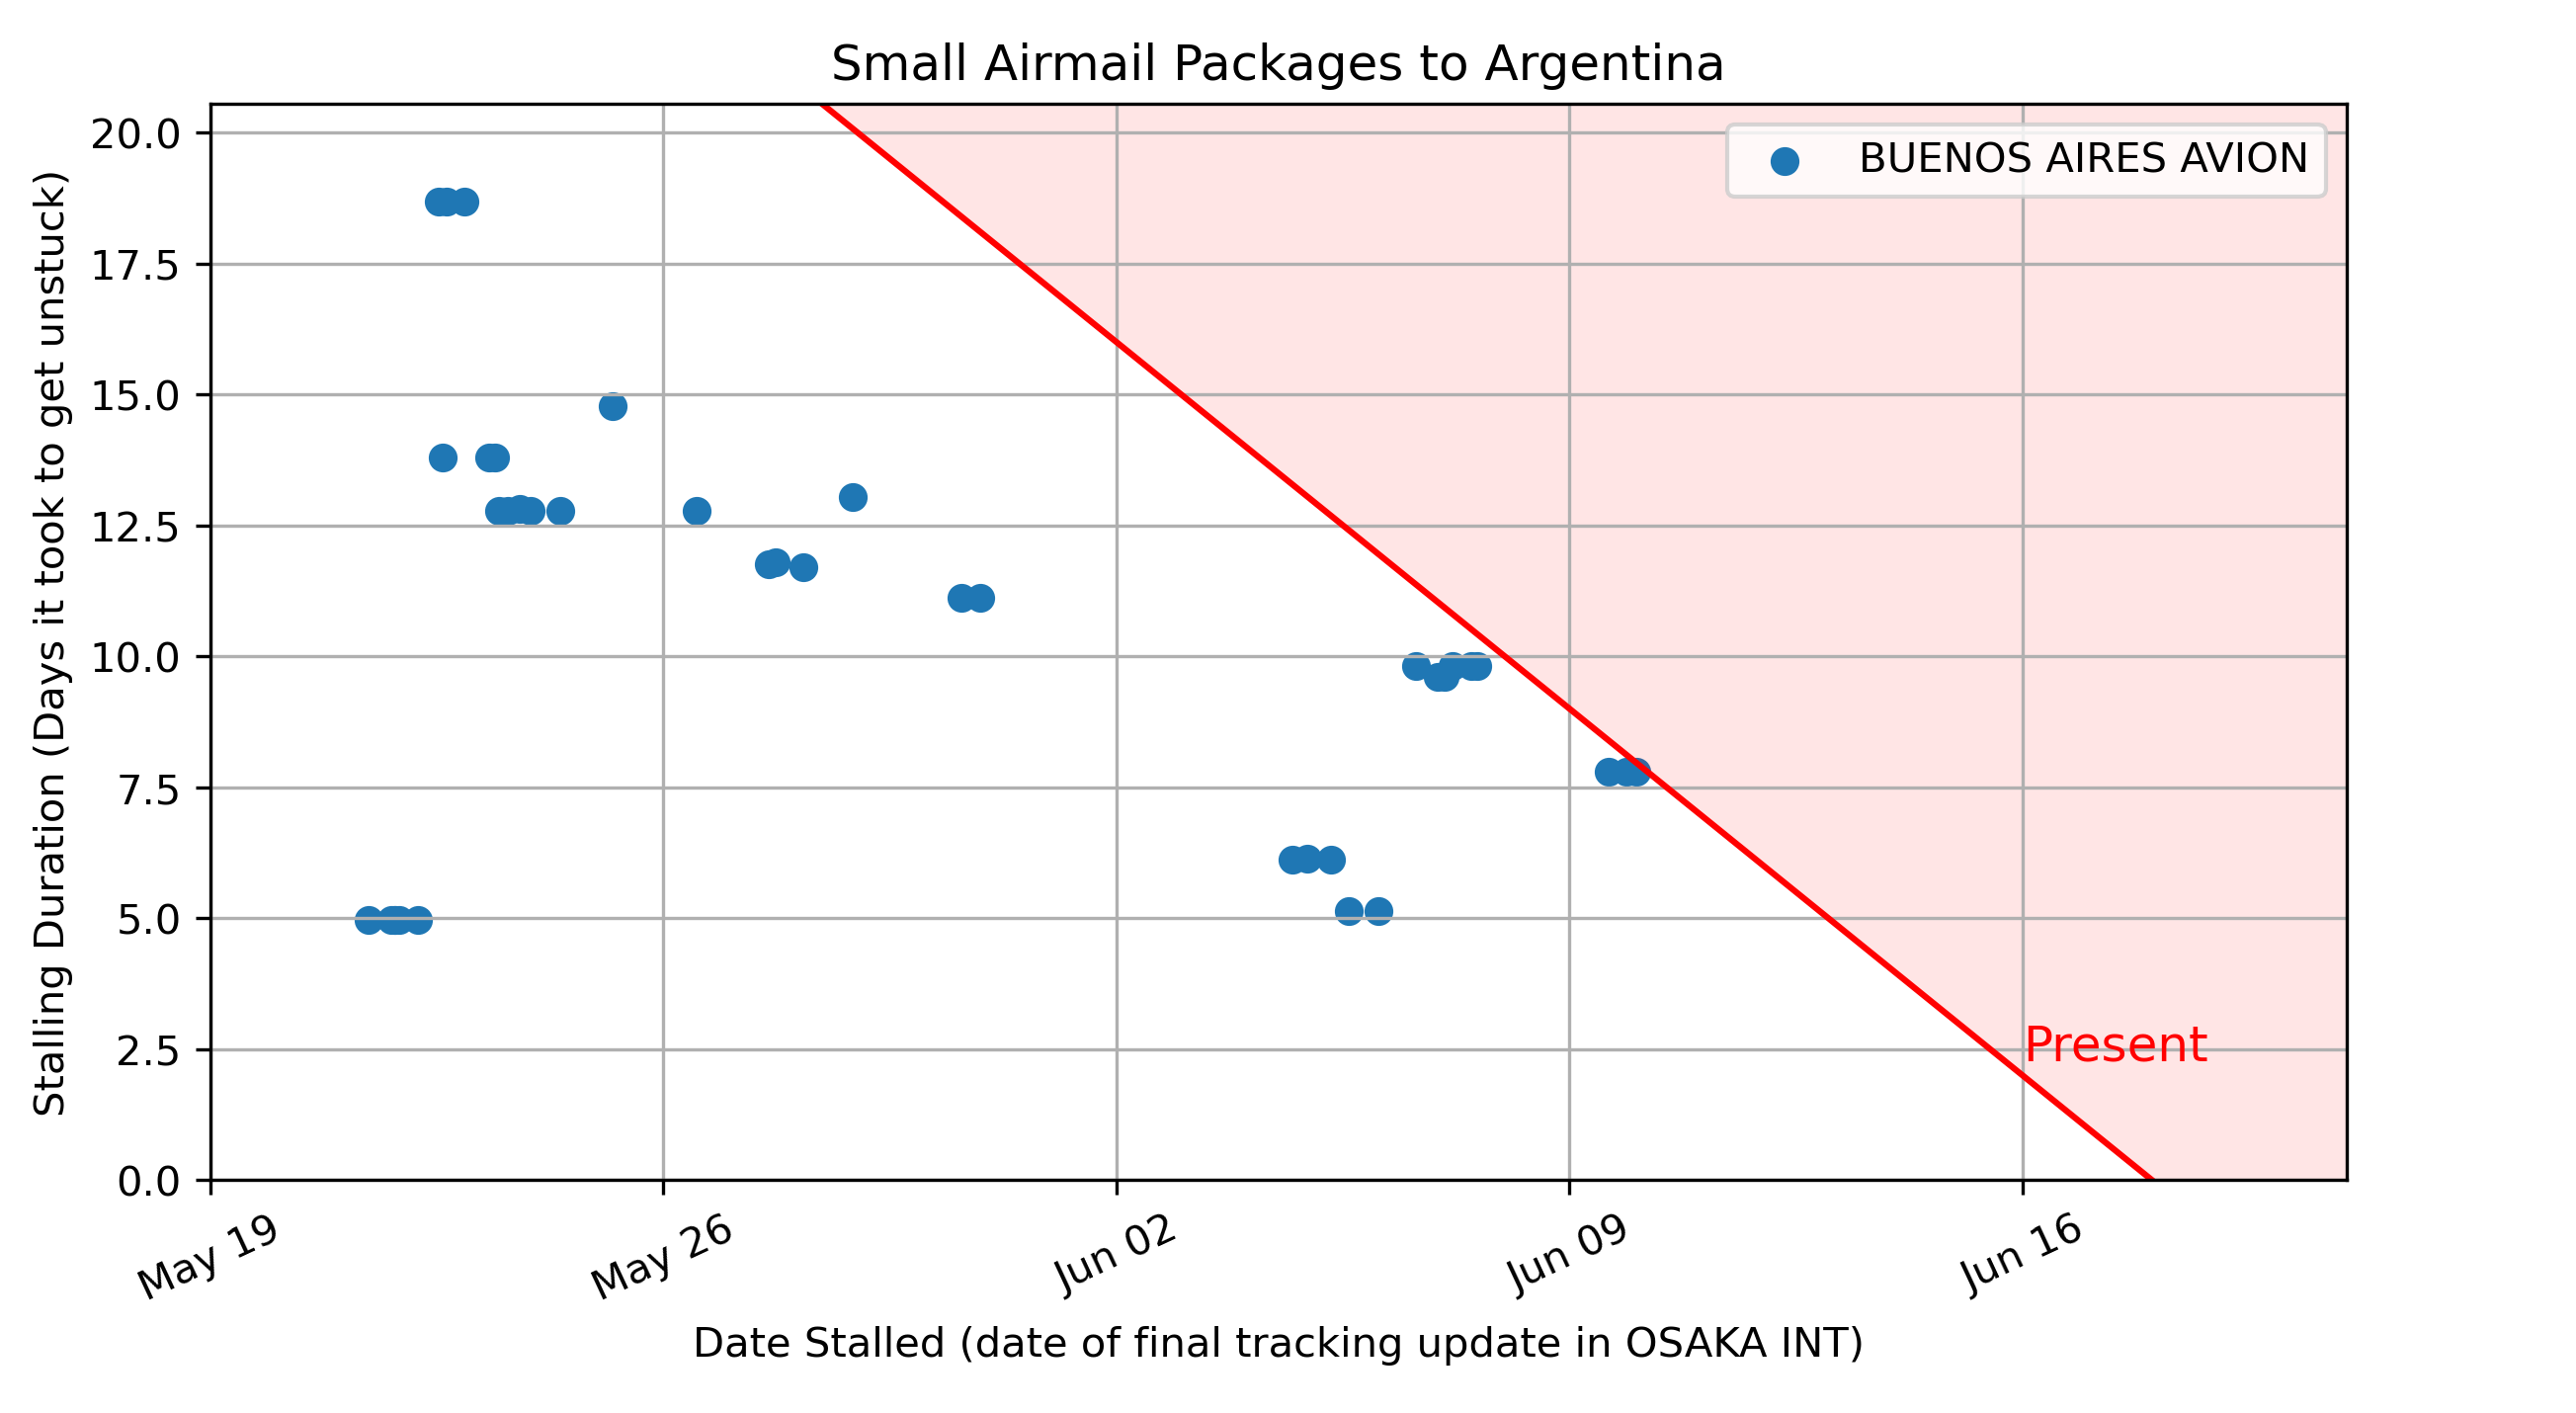 Small Airmail Packages to Argentina
BUENOS AIRES AVION
Stalling Duration (Days it took to get unstuck)
20.0
17.5
15.0
12.5
10.0
7.5
5.0
2.5
0.0
Present
May 19
May 26
Jun 02
Jun 09
Jun 16
Date Stalled (date of final tracking update in OSAKA INT)